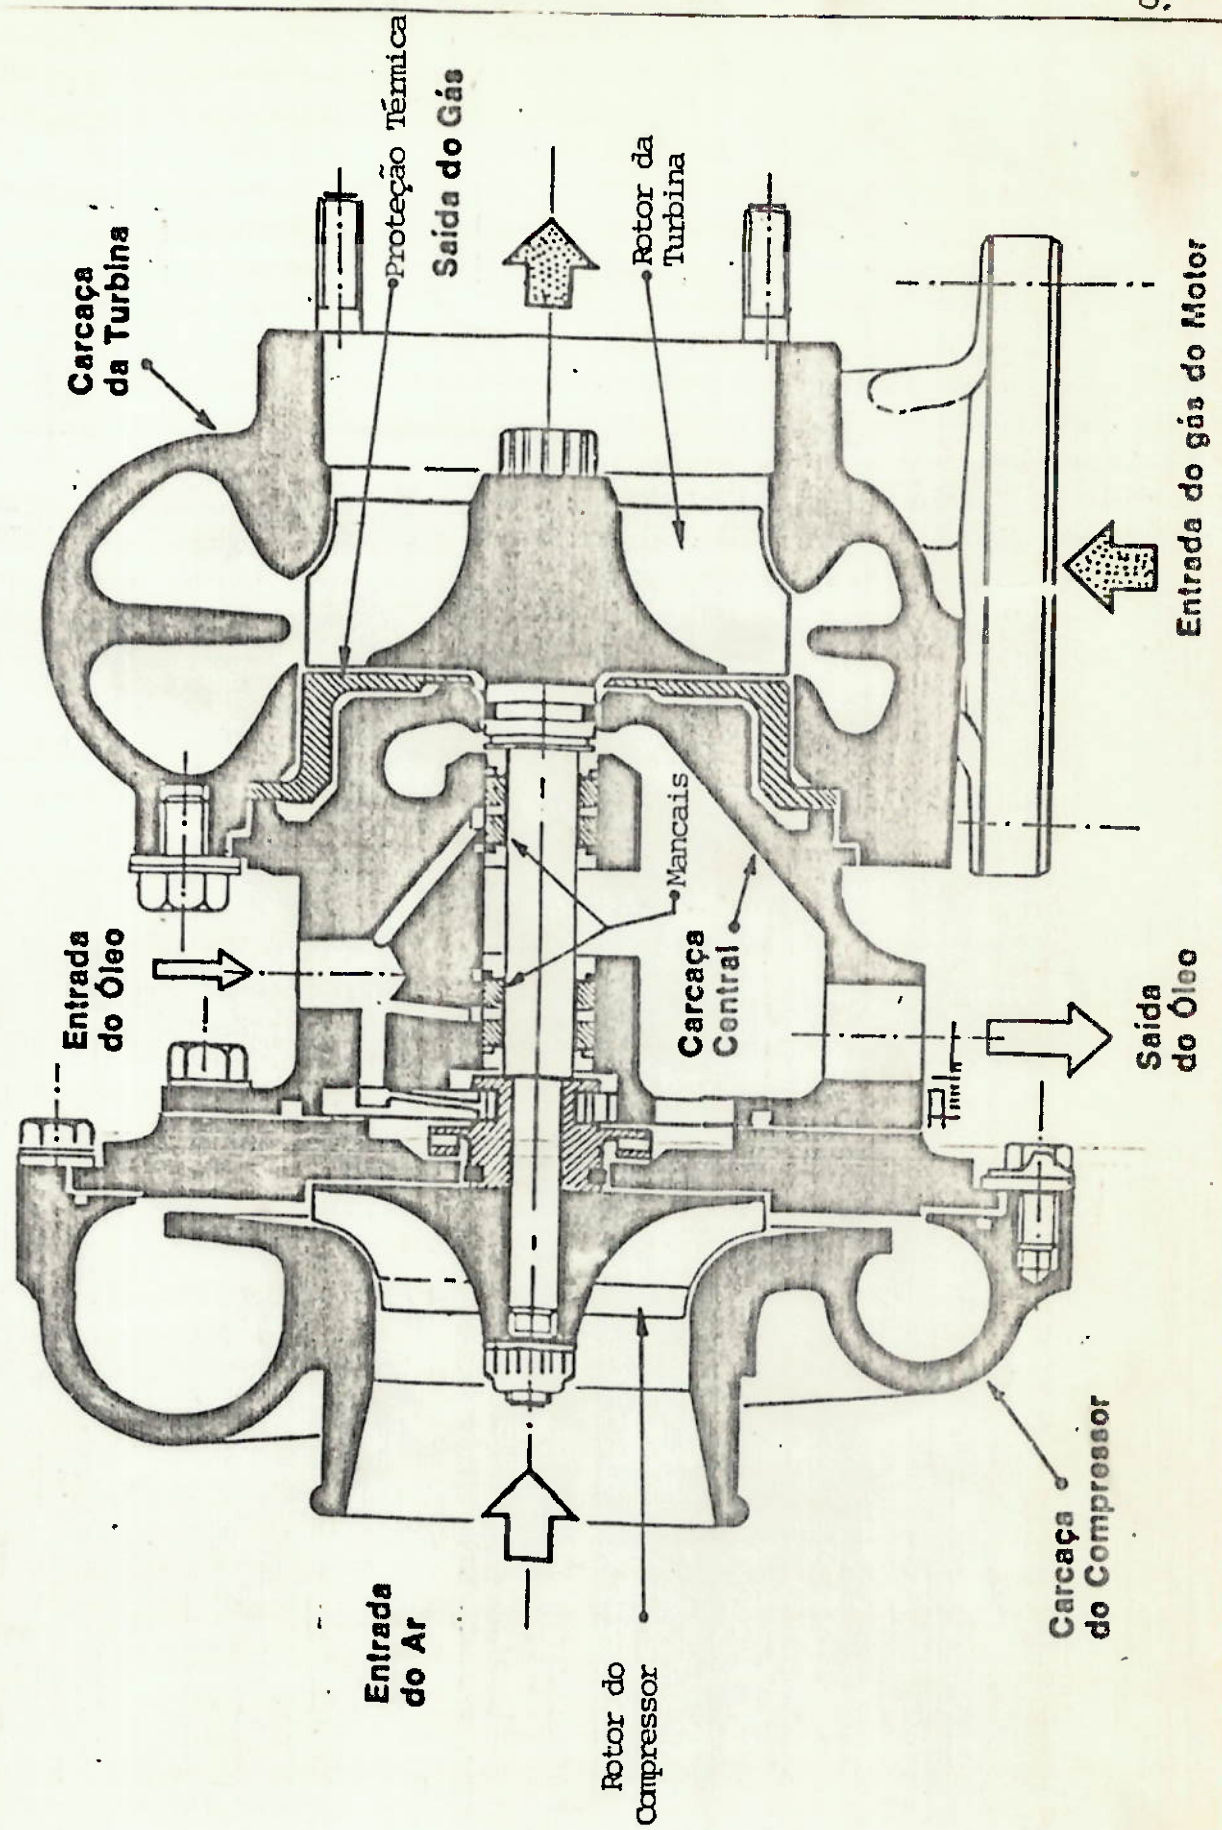 Carcaça
da Turbina
Proteção Térmica
Saída do Gás
Rotor da
Turbina
Entrada do gás do Motor
Entrada
do Óleo
Mancais
Carcaça
Central
Saída
do Óleo
Entrada
do Ar
Rotor do
Compressor
Carcaça
do Compressor